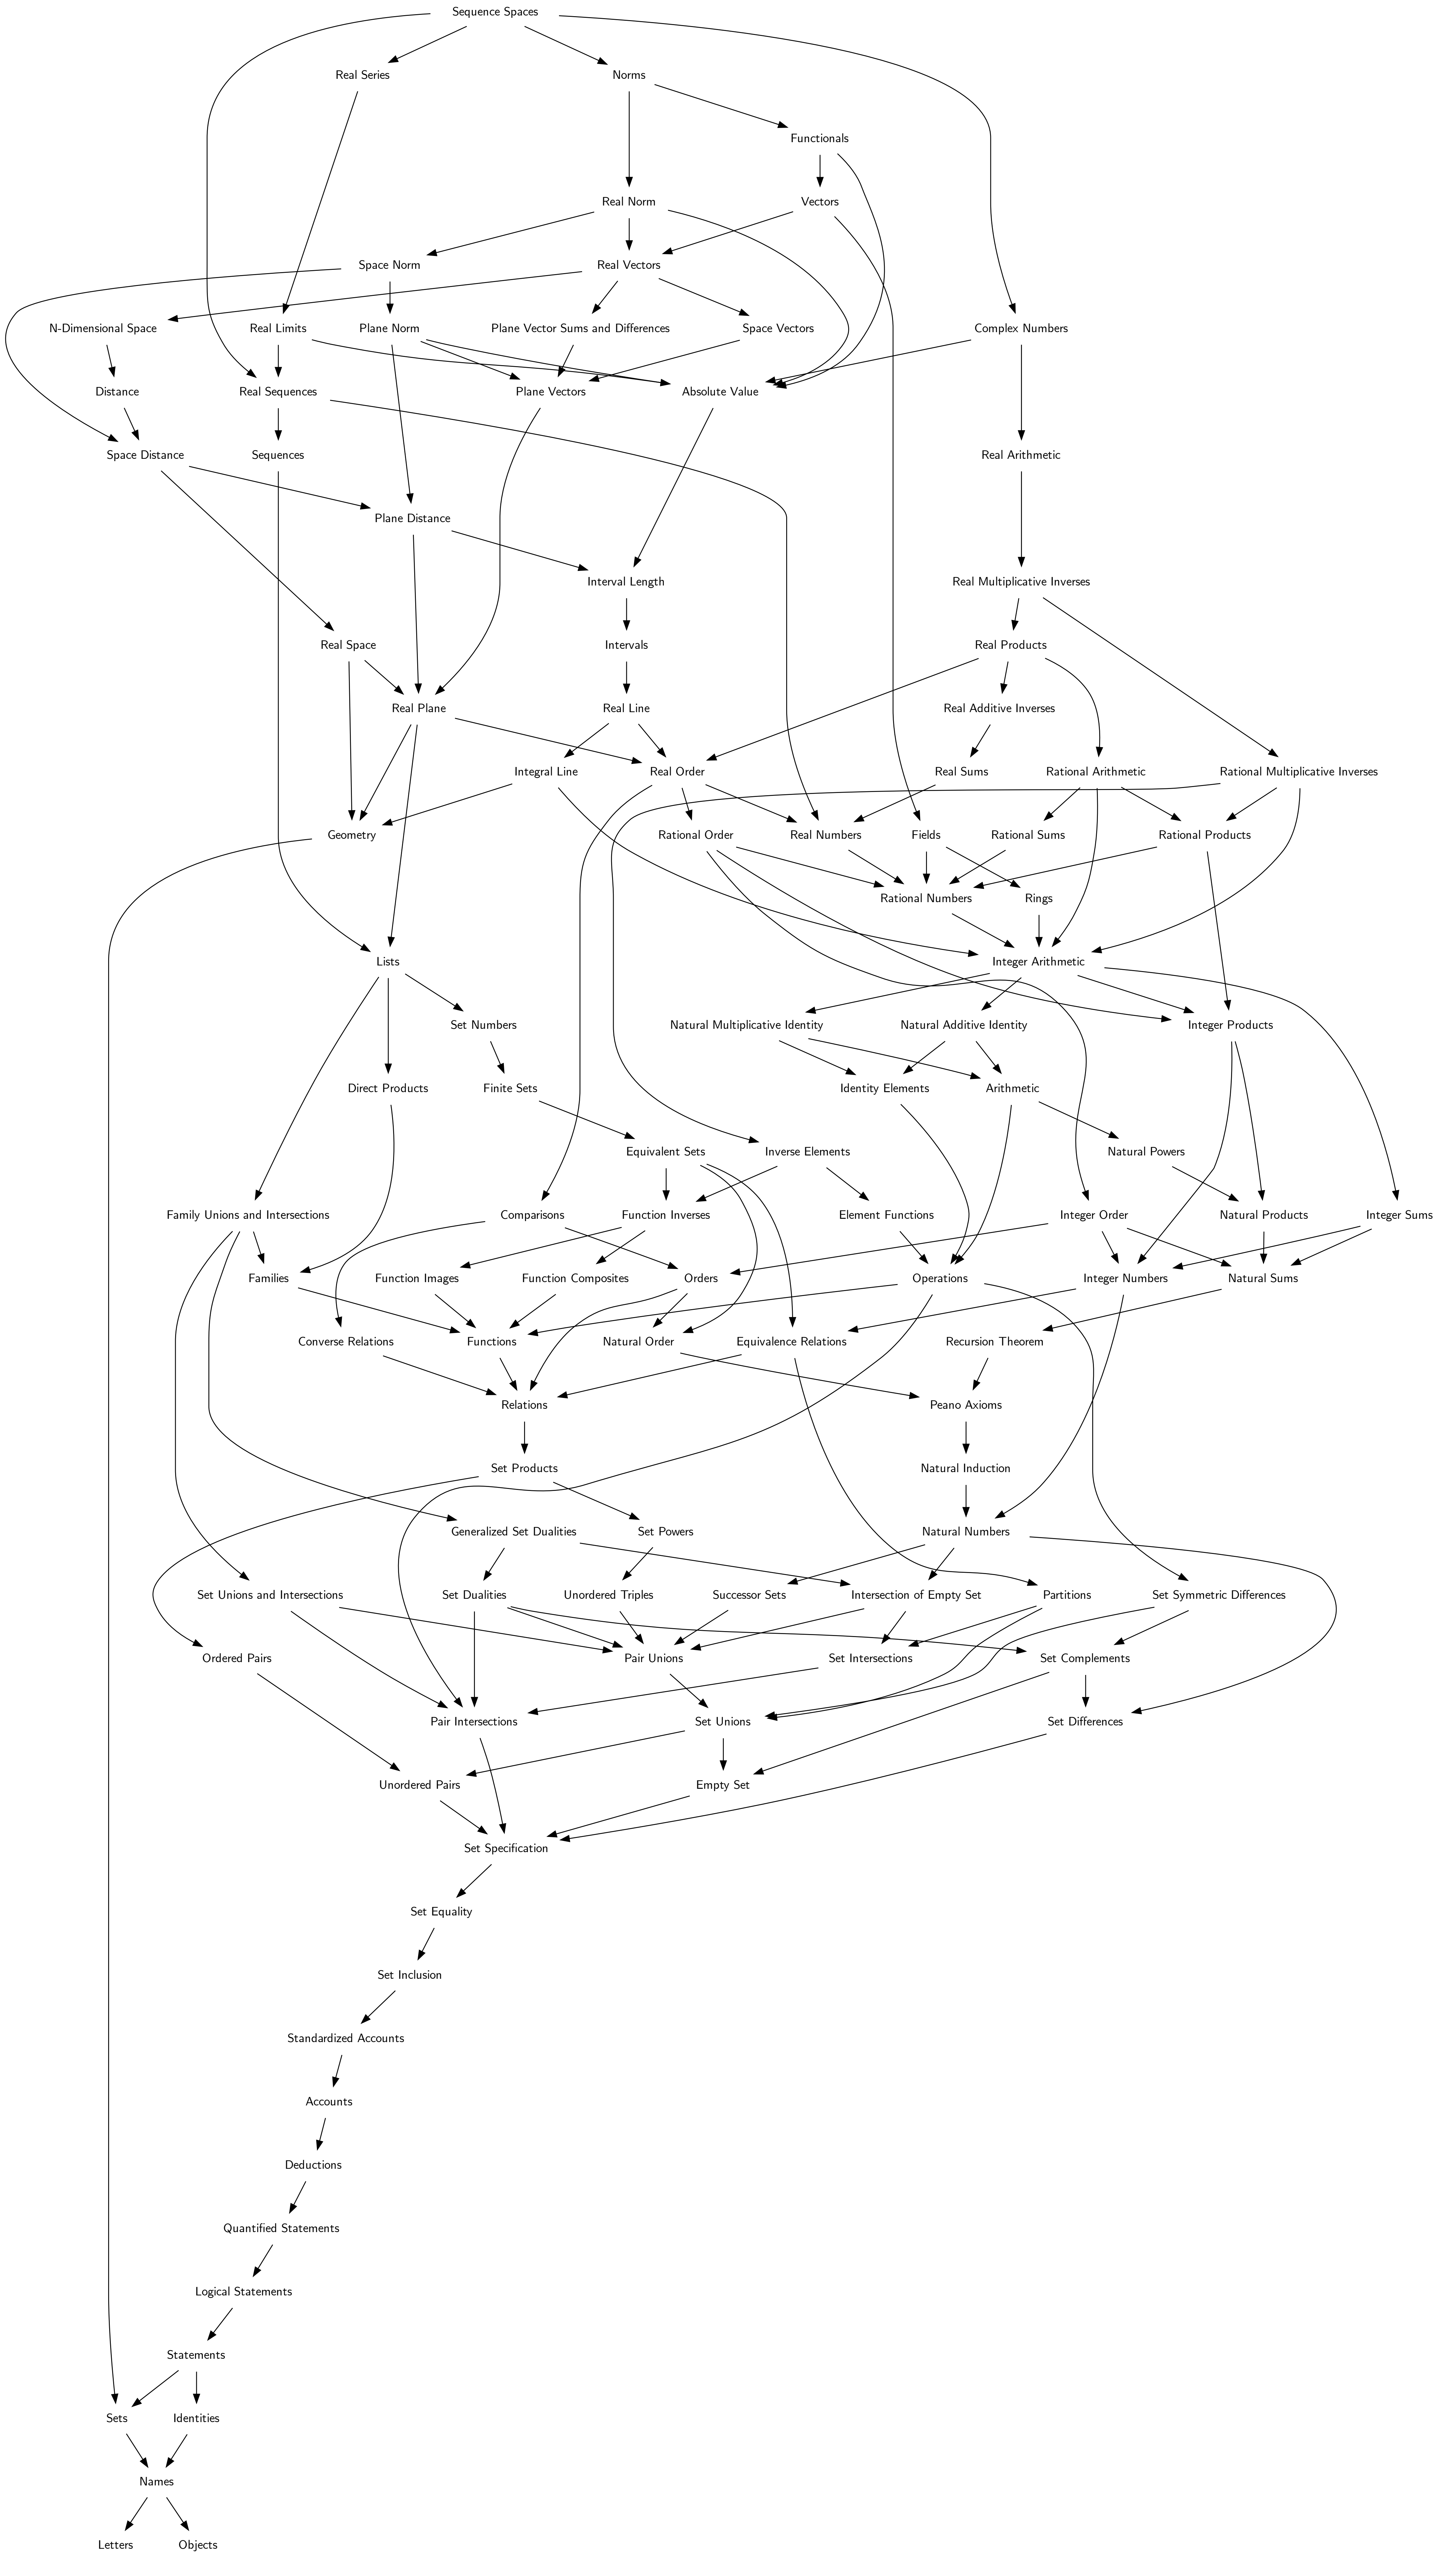 Sequence Spaces
Real Series
Norms
Functionals
Real Norm
Vectors
Space Norm
Real Vectors
N-Dimensional Space
Real Limits
Plane Norm
Plane Vector Sums and Differences
Space Vectors
Complex Numbers
Distance
Real Sequences
Plane Vectors
Absolute Value
Space Distance
Sequences
Real Arithmetic
Plane Distance
Interval Length
Real Multiplicative Inverses
Real Space
Intervals
Real Products
Real Plane
Real Line
Real Additive Inverses
Integral Line
Real Order
Real Sums
Rational Arithmetic
Rational Multiplicative Inverses
Geometry
Rational Order
Real Numbers
Fields
Rational Sums
Rational Products
Rational Numbers
Rings
Lists
Integer Arithmetic
Set Numbers
Natural Multiplicative Identity
Natural Additive Identity
Integer Products
Direct Products
Finite Sets
Identity Elements
Arithmetic
Equivalent Sets
Inverse Elements
Natural Powers
Family Unions and Intersections
Comparisons
Function Inverses
Element Functions
Integer Order
Natural Products
Integer Sums
Families
Function Images
Function Composites
Orders
Operations
Integer Numbers
Natural Sums
Converse Relations
Functions
Natural Order
Equivalence Relations
Recursion Theorem
Relations
Peano Axioms
Set Products
Natural Induction
Generalized Set Dualities
Set Powers
Natural Numbers
Set Unions and Intersections
Set Dualities
Unordered Triples
Successor Sets
Intersection of Empty Set
Partitions
Set Symmetric Differences
Ordered Pairs
Pair Unions
Set Intersections
Set Complements
Pair Intersections
Set Unions
Set Differences
Unordered Pairs
Empty Set
Set Specification
Set Equality
Set Inclusion
Standardized Accounts
Accounts
Deductions
Quantified Statements
Logical Statements
Statements
Sets
Identities
Names
Letters
Objects